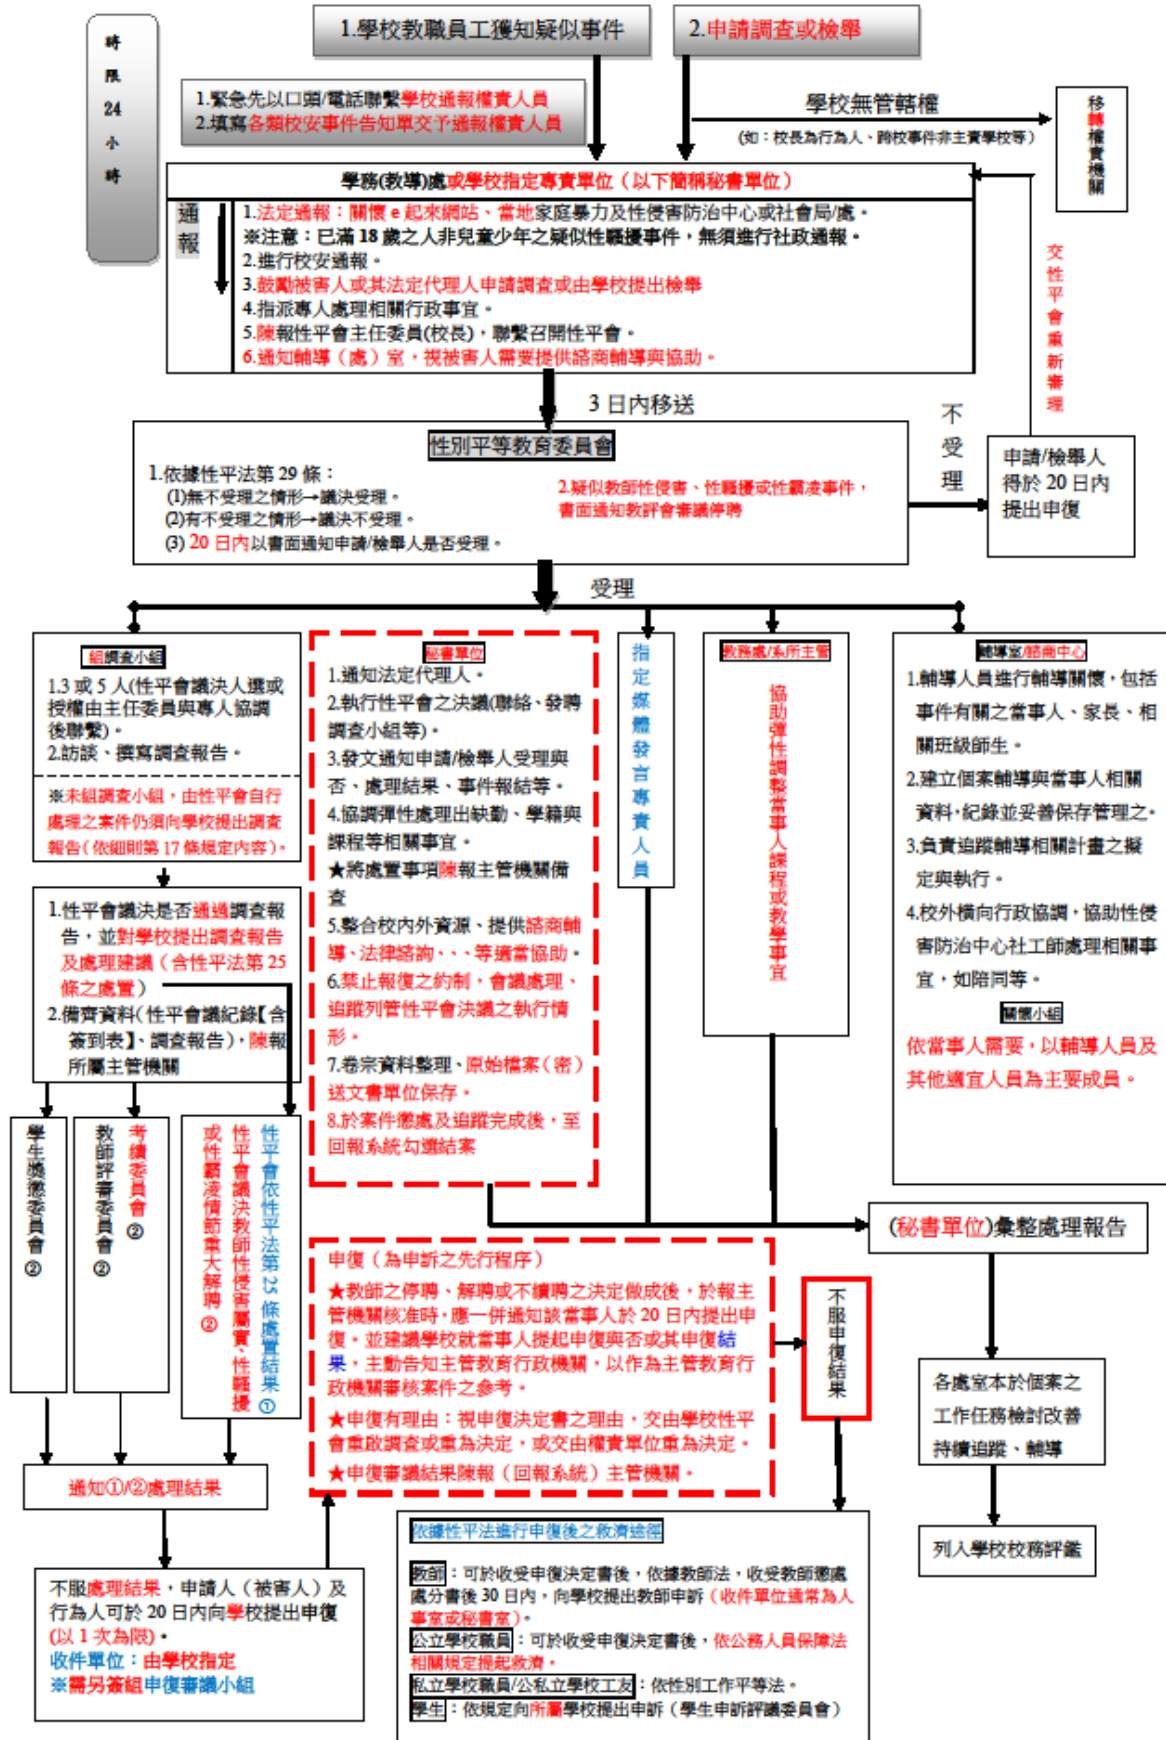 時
限
24
小
時
1.學校教職員工獲知疑似事件
2.申請調查或檢舉
1.緊急先以口頭/電話聯繫學校通報權責人員
2.填寫各類校安事件告知單交予通報權責人員
學校無管轄權
(如：校長為行為人、跨校事件非主責學校等)
移轉權責機關
學務(教導)處或學校指定專責單位（以下簡稱秘書單位）
通報
1.法定通報：關懷 e 起來網站、當地家庭暴力及性侵害防治中心或社會局/處。
※注意：已滿 18 歲之人非兒童少年之疑似性騷擾事件，無須進行社政通報。
2.進行校安通報。
3.鼓勵被害人或其法定代理人申請調查或由學校提出檢舉
4.指派專人處理相關行政事宜。
5.陳報性平會主任委員(校長)，聯繫召開性平會。
6.通知輔導（處）室，視被害人需要提供諮商輔導與協助。
交性平會重新審理
3 日內移送
性別平等教育委員會
1.依據性平法第 29 條：
(1)無不受理之情形→議決受理。
(2)有不受理之情形→議決不受理。
(3) 20 日內以書面通知申請/檢舉人是否受理。
2.疑似教師性侵害、性騷擾或性霸凌事件，
書面通知教評會審議停聘
不受理
申請/檢舉人
得於 20 日內
提出申復
受理
組調查小組
1.3 或 5 人(性平會議決人選或
授權由主任委員與專人協調
後聯繫)。
2.訪談、撰寫調查報告。
※未組調查小組，由性平會自行
處理之案件仍須向學校提出調查
報告(依細則第 17 條規定內容)。
秘書單位
1.通知法定代理人。
2.執行性平會之決議(聯絡、發聘
調查小組等)。
3.發文通知申請/檢舉人受理與
否、處理結果、事件報結等。
4.協調彈性處理出缺勤、學籍與
課程等相關事宜。
★將處置事項陳報主管機關備
查
5.整合校內外資源、提供諮商輔
導、法律諮詢、、、等適當協助。
6.禁止報復之約制，會議處理、
追蹤列管性平會決議之執行情
形。
7.卷宗資料整理、原始檔案(密)
送文書單位保存。
8.於案件懲處及追蹤完成後，至
回報系統勾選結案
指定媒體發言專責人員
教務處/系所主管
協助彈性調整當事人課程或教學事宜
輔導室/諮商中心
1.輔導人員進行輔導關懷，包括
事件有關之當事人、家長、相
關班級師生。
2.建立個案輔導與當事人相關
資料，紀錄並妥善保存管理之。
3.負責追蹤輔導相關計畫之擬
定與執行。
4.校外橫向行政協調，協助性侵
害防治中心社工師處理相關事
宜，如陪同等。
關懷小組
依當事人需要，以輔導人員及
其他適宜人員為主要成員。
1.性平會議決是否通過調查報
告，並對學校提出調查報告
及處理建議（含性平法第 25
條之處置）
2.備齊資料(性平會議紀錄【含
簽到表】、調查報告)，陳報
所屬主管機關
學生獎懲委員會②
考績委員會②
教師評審委員會②
性平會依性平法第 25 條處置結果①
性平會議決教師性侵害屬實、性騷擾
或性霸凌情節重大解聘②
(秘書單位)彙整處理報告
申復（為申訴之先行程序）
★教師之停聘、解聘或不續聘之決定做成後，於報主
管機關核准時，應一併通知該當事人於 20 日內提出申
復。並建議學校就當事人提起申復與否或其申復結
果，主動告知主管教育行政機關，以作為主管教育行
政機關審核案件之參考。
★申復有理由：視申復決定書之理由，交由學校性平
會重啟調查或重為決定，或交由權責單位重為決定。
★申復審議結果陳報（回報系統）主管機關。
不服申復結果
各處室本於個案之
工作任務檢討改善
持續追蹤、輔導
通知①/②處理結果
列入學校校務評鑑
不服處理結果，申請人（被害人）及
行為人可於 20 日內向學校提出申復
(以 1 次為限)。
收件單位：由學校指定
※需另簽組申復審議小組
依據性平法進行申復後之救濟途徑
教師：可於收受申復決定書後，依據教師法，收受教師懲處
處分書後 30 日內，向學校提出教師申訴（收件單位通常為人
事室或秘書室）。
公立學校職員：可於收受申復決定書後，依公務人員保障法
相關規定提起救濟。
私立學校職員/公私立學校工友：依性別工作平等法。
學生：依規定向所屬學校提出申訴（學生申訴評議委員會）